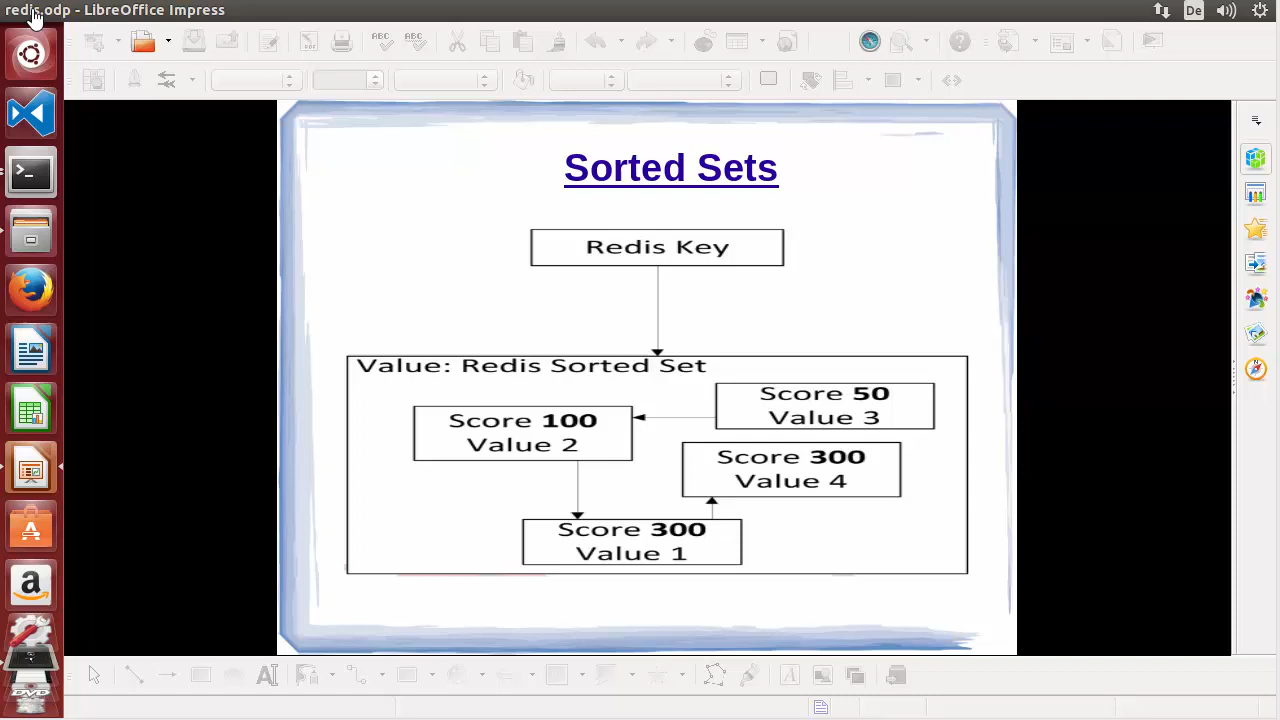 redis.odp - LibreOffice Impress
De
Sorted Sets
Redis Key
Value: Redis Sorted Set
Score 50
Value 3
Score 100
Value 2
Score 300
Value 4
Score 300
Value 1